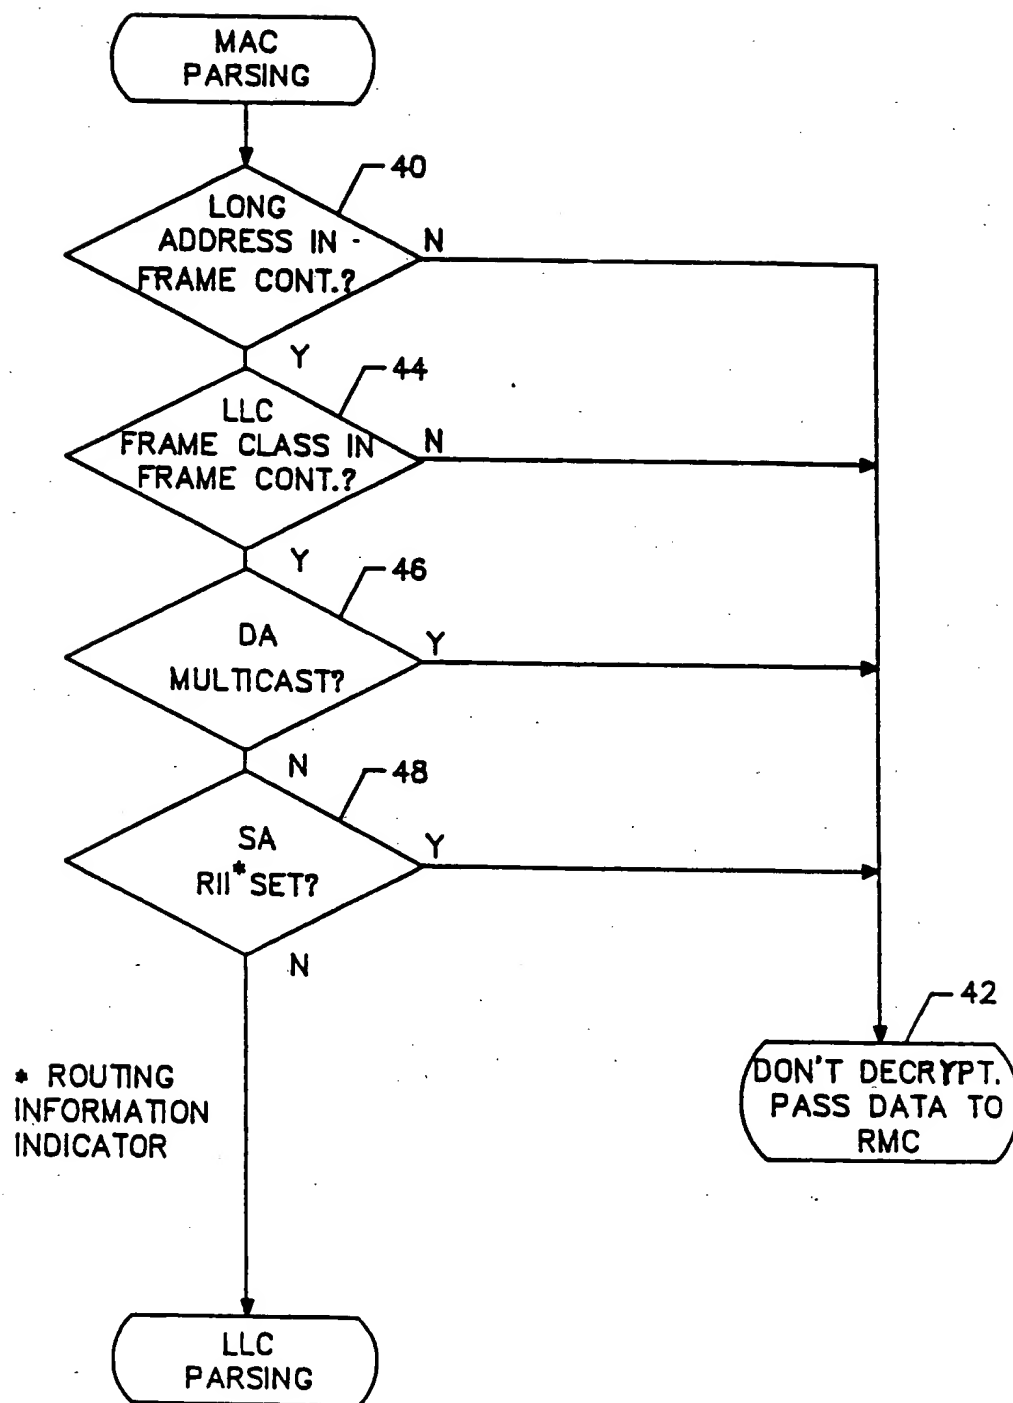 MAC
PARSING
40
LONG
ADDRESS IN
FRAME CONT.?
N
Y
44
LLC
FRAME CLASS IN
FRAME CONT.?
N
Y
46
DA
MULTICAST?
Y
N
48
SA
RII* SET?
Y
N
42
DON'T DECRYPT.
PASS DATA TO
RMC
* ROUTING
INFORMATION
INDICATOR
LLC
PARSING